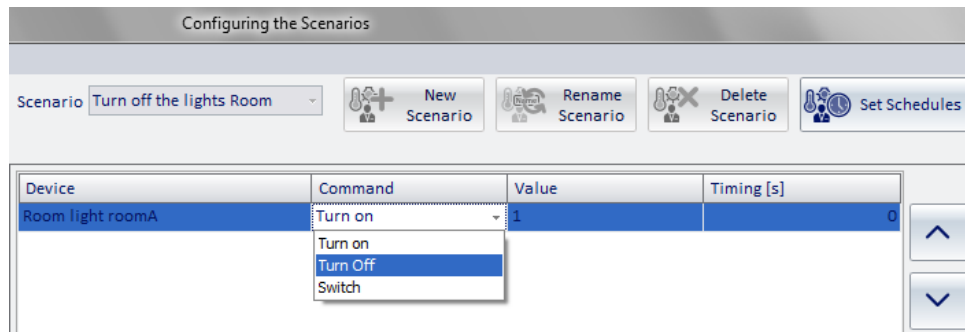 Configuring the Scenarios
Scenario Turn off the lights Room
New Scenario
Rename Scenario
Delete Scenario
Set Schedules
Device Command Value Timing [s]
Room light roomA Turn on 1 0
Turn on
Turn Off
Switch